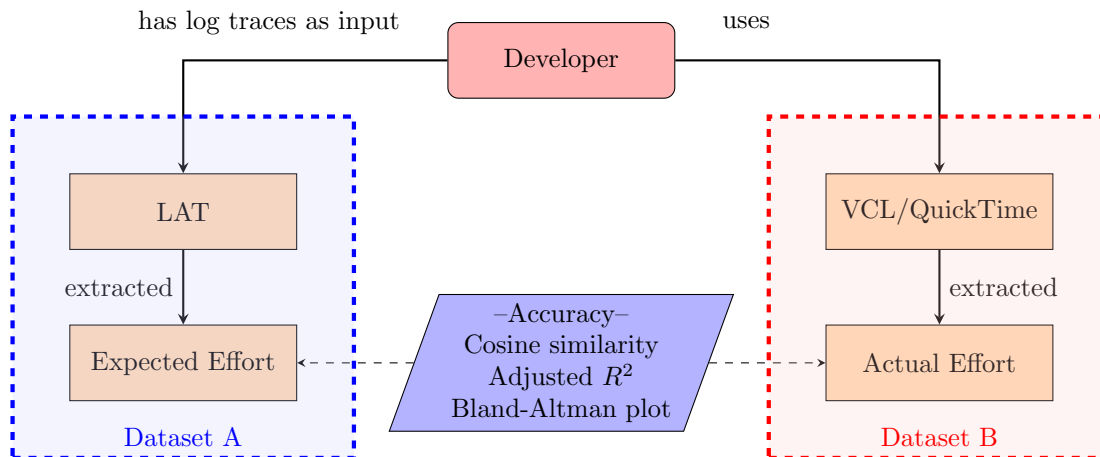 has log traces as input
uses
Developer
LAT
VCL/QuickTime
extracted
extracted
–Accuracy–
Cosine similarity
Adjusted R²
Bland-Altman plot
Expected Effort
Actual Effort
Dataset A
Dataset B